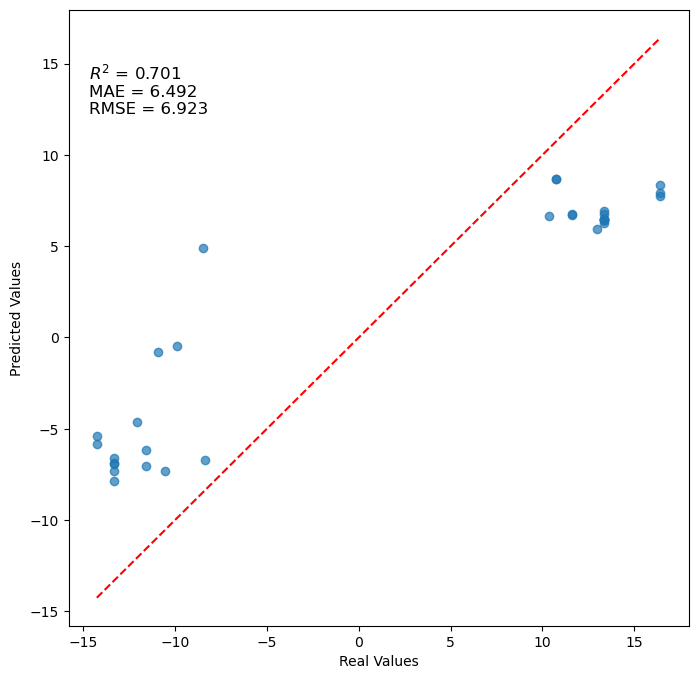 R² = 0.701
MAE = 6.492
RMSE = 6.923
15
10
5
0
−5
−10
−15
Predicted Values
−15 −10 −5 0 5 10 15
Real Values